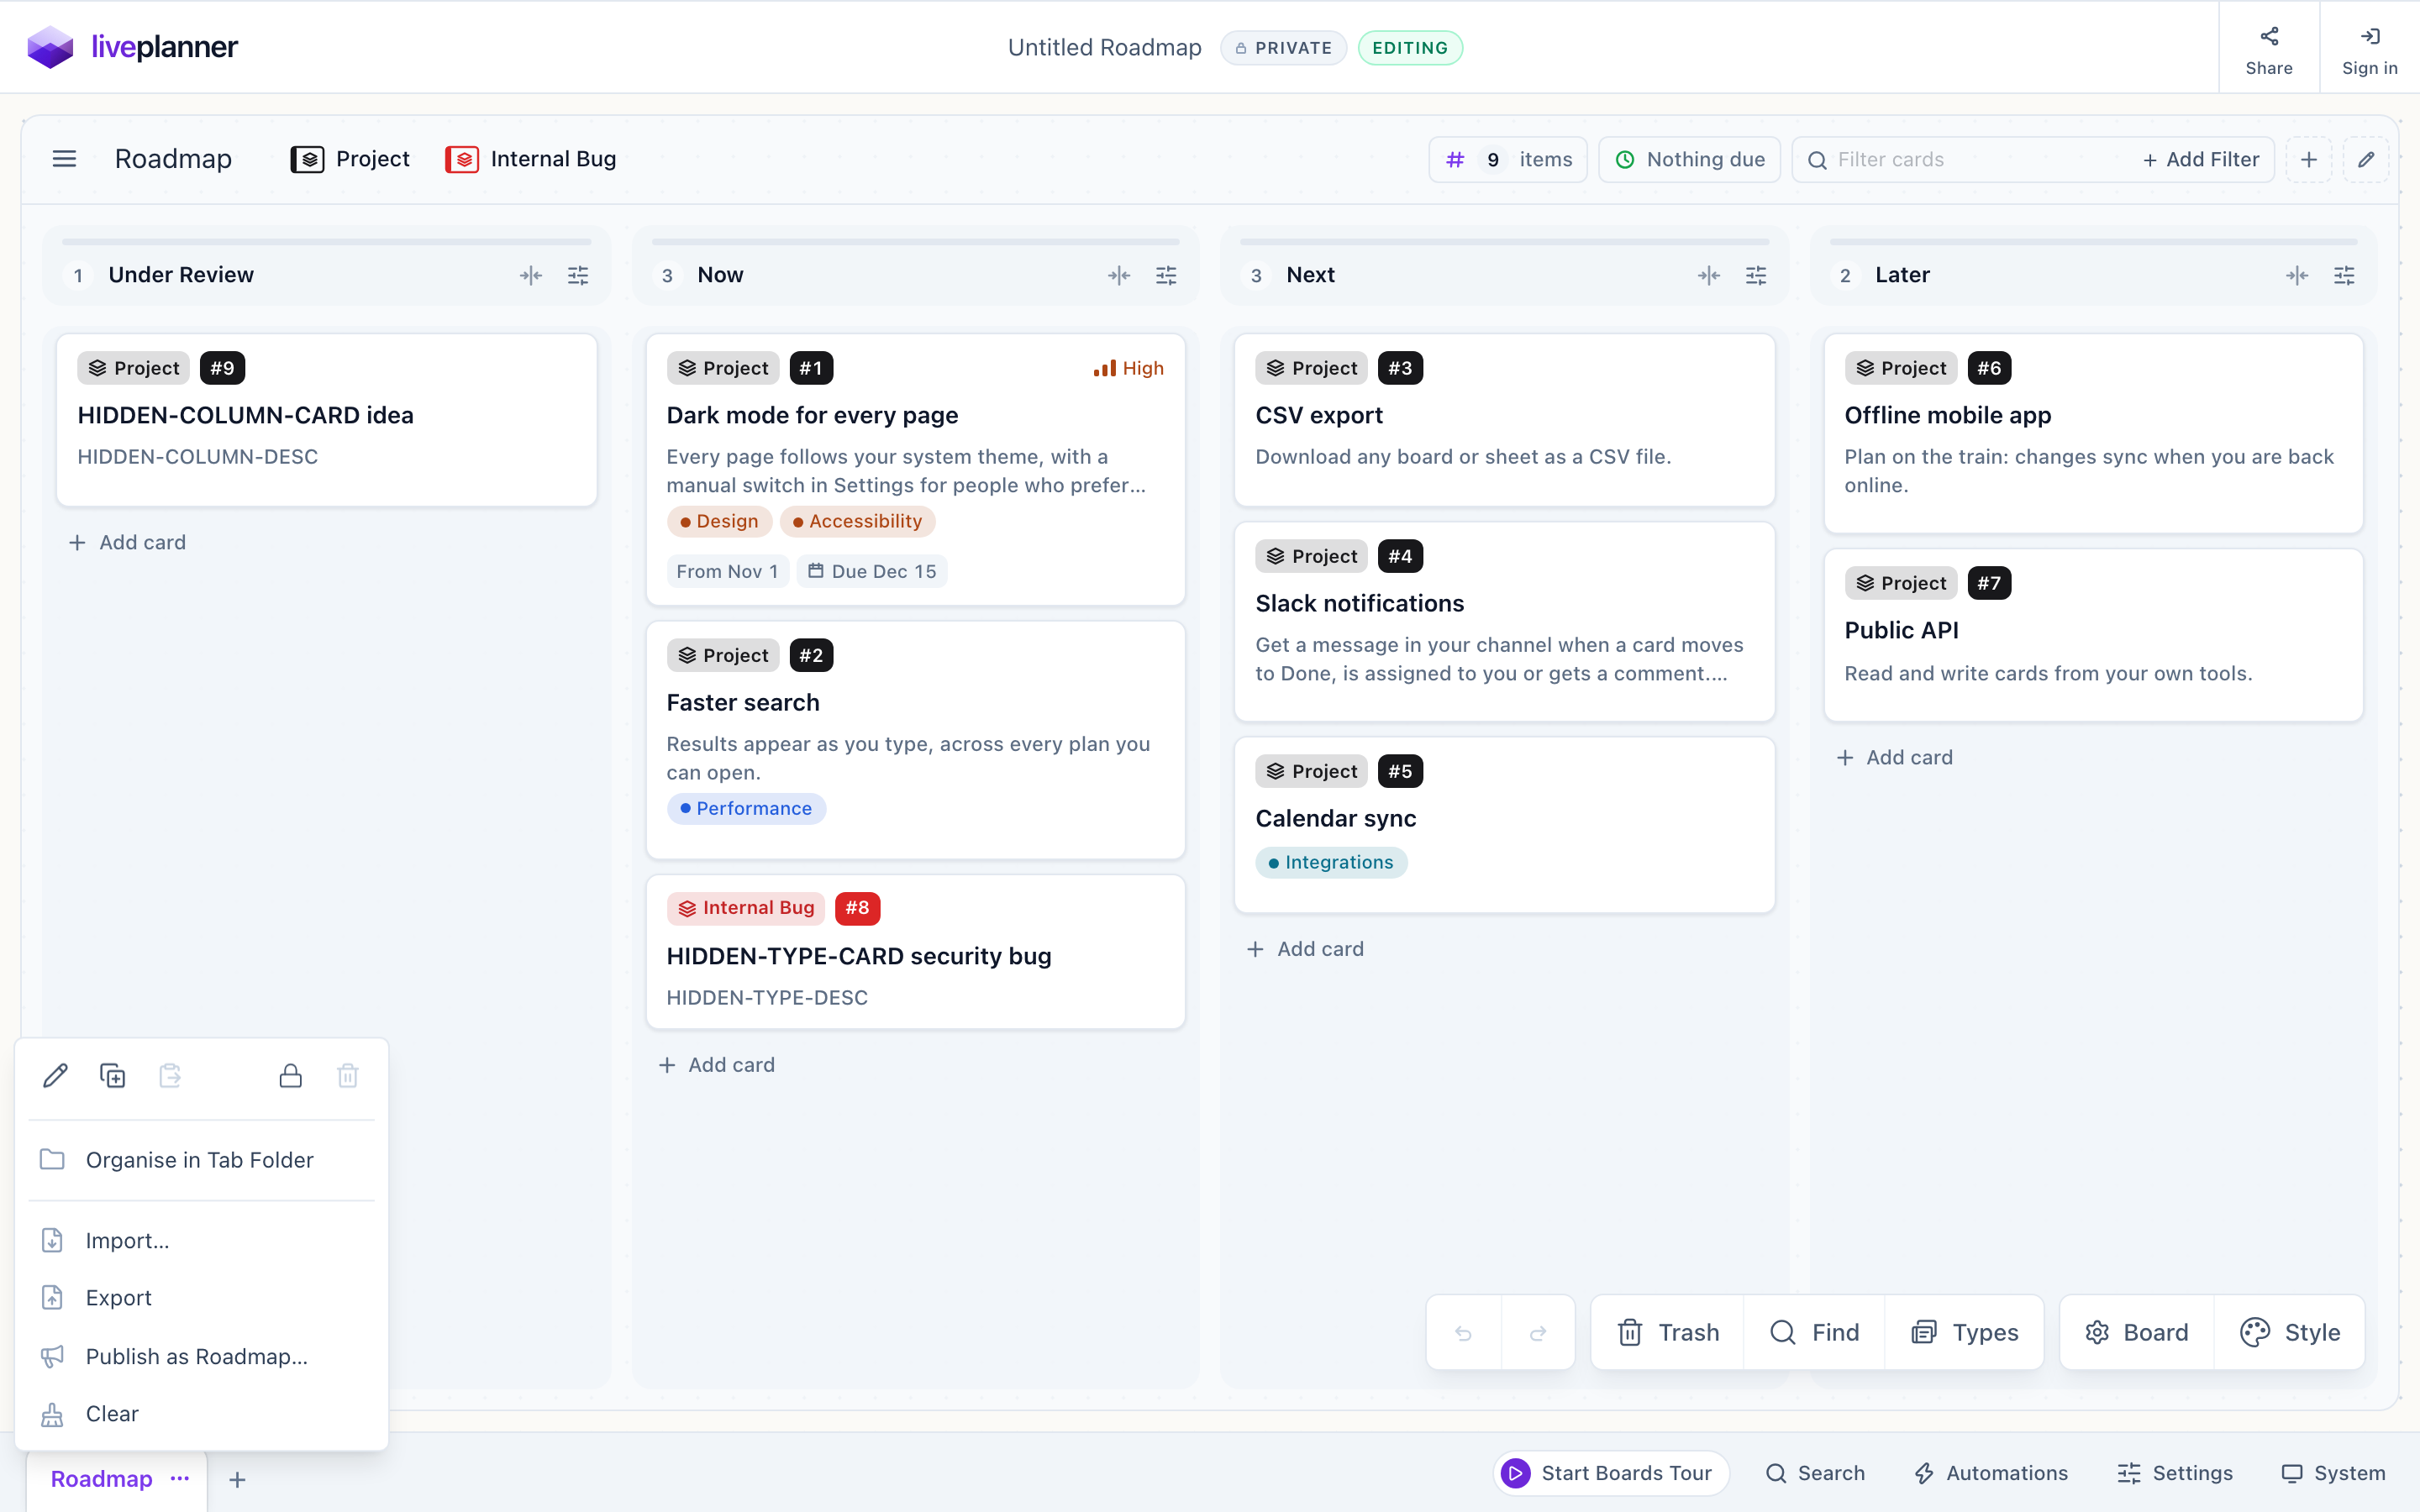 liveplanner
Untitled Roadmap
PRIVATE
EDITING
Share
Sign in
Roadmap
Project
Internal Bug
# 9 items
Nothing due
Filter cards
+ Add Filter
1 Under Review
Project #9
HIDDEN-COLUMN-CARD idea
HIDDEN-COLUMN-DESC
+ Add card
3 Now
Project #1
High
Dark mode for every page
Every page follows your system theme, with a
manual switch in Settings for people who prefer...
Design
Accessibility
From Nov 1
Due Dec 15
Project #2
Faster search
Results appear as you type, across every plan you
can open.
Performance
Internal Bug #8
HIDDEN-TYPE-CARD security bug
HIDDEN-TYPE-DESC
+ Add card
3 Next
Project #3
CSV export
Download any board or sheet as a CSV file.
Project #4
Slack notifications
Get a message in your channel when a card moves
to Done, is assigned to you or gets a comment....
Project #5
Calendar sync
Integrations
+ Add card
2 Later
Project #6
Offline mobile app
Plan on the train: changes sync when you are back
online.
Project #7
Public API
Read and write cards from your own tools.
+ Add card
Organise in Tab Folder
Import...
Export
Publish as Roadmap...
Clear
Trash
Find
Types
Board
Style
Roadmap ...
+
Start Boards Tour
Search
Automations
Settings
System